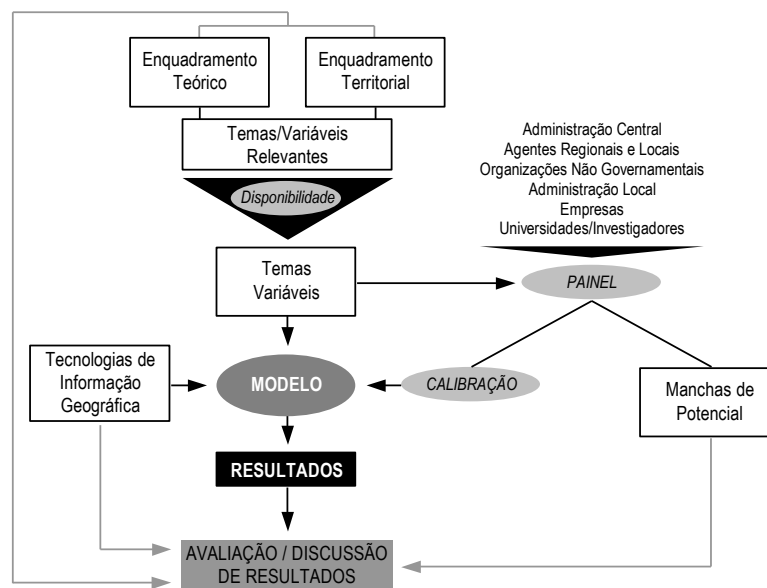 Enquadramento
Teórico
Enquadramento
Territorial
Temas/Variáveis
Relevantes
Disponibilidade
Administração Central
Agentes Regionais e Locais
Organizações Não Governamentais
Administração Local
Empresas
Universidades/Investigadores
Temas
Variáveis
PAINEL
Tecnologias de
Informação
Geográfica
MODELO
CALIBRAÇÃO
Manchas de
Potencial
RESULTADOS
AVALIAÇÃO / DISCUSSÃO
DE RESULTADOS